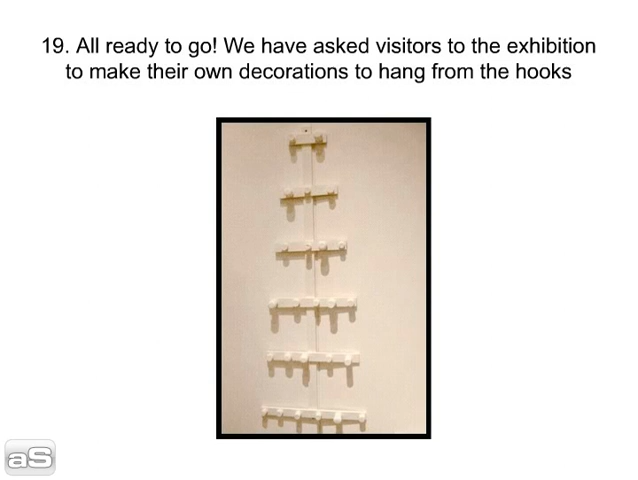 19. All ready to go! We have asked visitors to the exhibition
to make their own decorations to hang from the hooks
aS